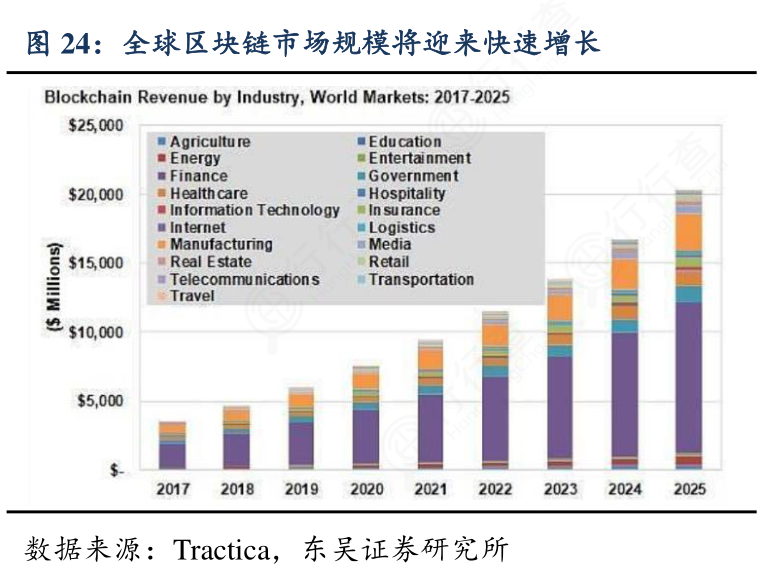 图 24：全球区块链市场规模将迎来快速增长
Blockchain Revenue by Industry, World Markets: 2017-2025
$25,000
$20,000
$15,000
$10,000
$5,000
$-
($ Millions)
Agriculture Education
Energy Entertainment
Finance Government
Healthcare Hospitality
Information Technology Insurance
Internet Logistics
Manufacturing Media
Real Estate Retail
Telecommunications Transportation
Travel
2017 2018 2019 2020 2021 2022 2023 2024 2025
数据来源：Tractica，东吴证券研究所
行行查